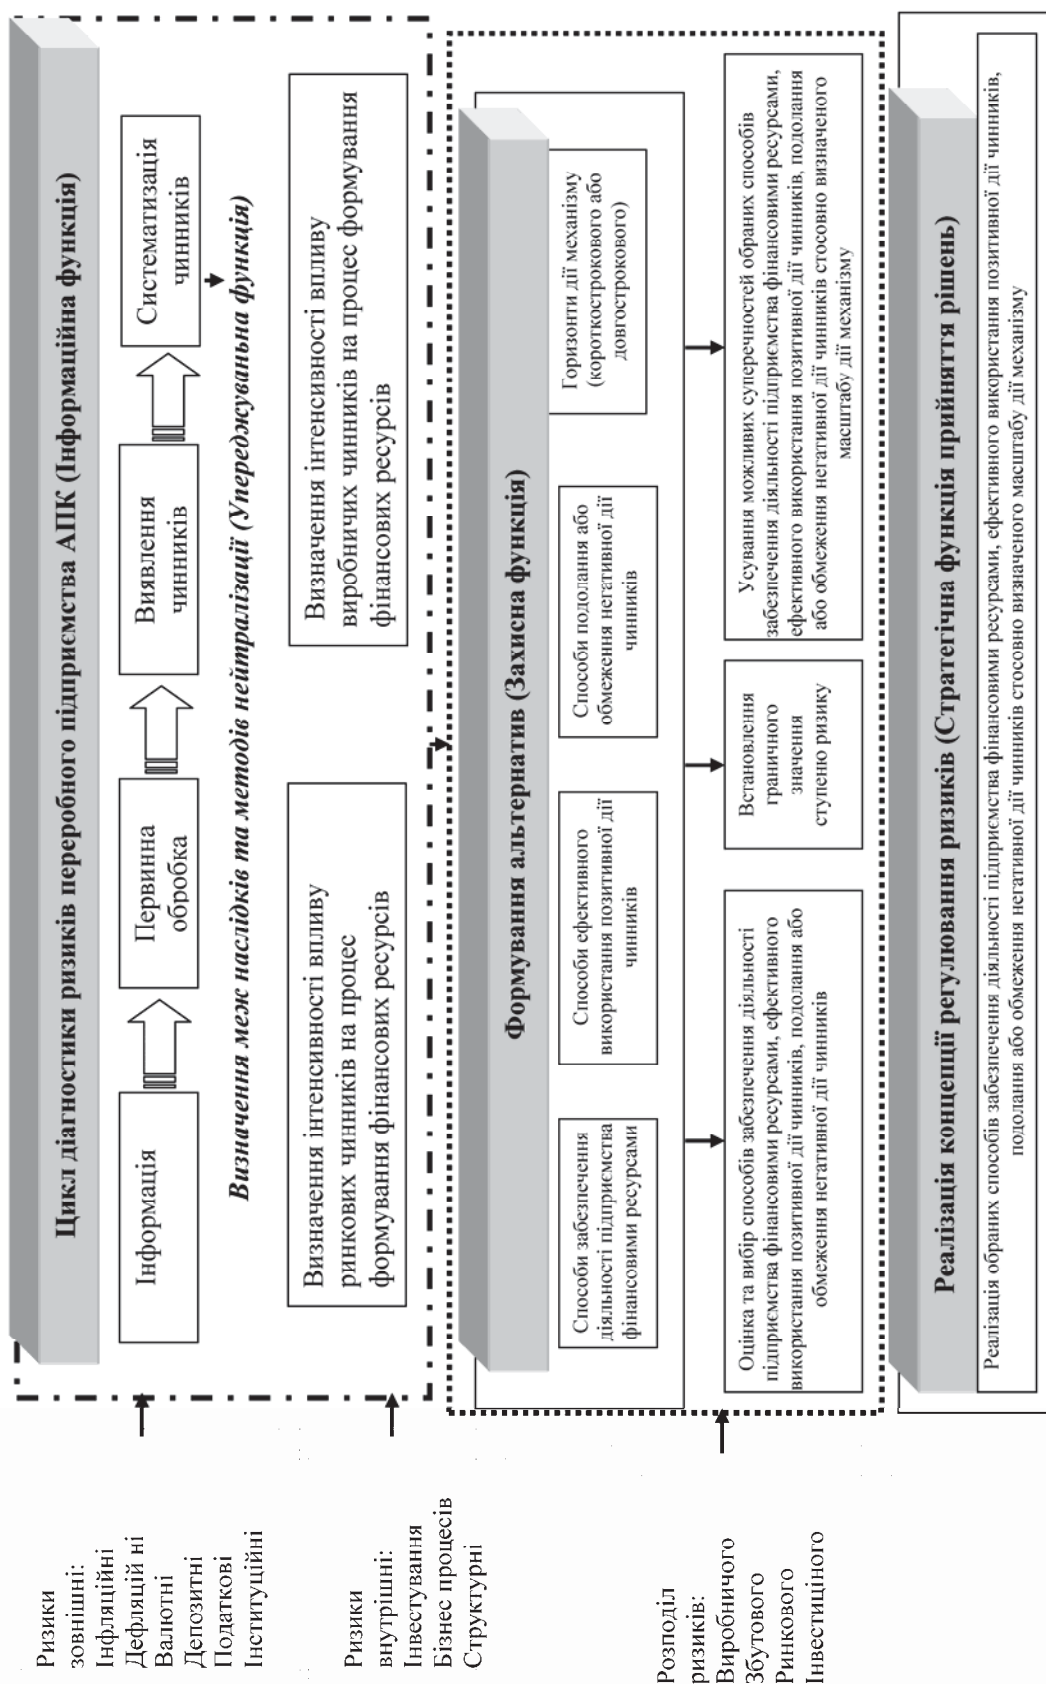 Ризики
зовнішні:
Інфляційні
Дефляцій ні
Валютні
Депозитні
Податкові
Інституційні
Ризики
внутрішні:
Інвестування
Бізнес процесів
Структурні
Розподіл
ризиків:
Виробничого
Збутового
Ринкового
Інвестиціного
Цикл діагностики ризиків переробного підприємства АПК (Інформаційна функція)
Інформація
Первинна
обробка
Виявлення
чинників
Систематизація
чинників
Визначення меж наслідків та методів нейтралізації (Упереджувальна функція)
Визначення інтенсивності впливу
ринкових чинників на процес
формування фінансових ресурсів
Визначення інтенсивності впливу
виробничих чинників на процес формування
фінансових ресурсів
Формування альтернатив (Захисна функція)
Способи забезпечення
діяльності підприємства
фінансовими ресурсами
Способи ефективного
використання позитивної дії
чинників
Способи подолання або
обмеження негативної дії
чинників
Горизонти дії механізму
(короткострокового або
довгострокового)
Оцінка та вибір способів забезпечення діяльності
підприємства фінансовими ресурсами, ефективного
використання позитивної дії чинників, подолання або
обмеження негативної дії чинників
Встановлення
граничного
значення
ступеню ризику
Усування можливих суперечностей обраних способів
забезпечення діяльності підприємства фінансовими ресурсами,
ефективного використання позитивної дії чинників, подолання
або обмеження негативної дії чинників стосовно визначеного
масштабу дії механізму
Реалізація концепції регулювання ризиків (Стратегічна функція прийняття рішень)
Реалізація обраних способів забезпечення діяльності підприємства фінансовими ресурсами, ефективного використання позитивної дії чинників,
подолання або обмеження негативної дії чинників стосовно визначеного масштабу дії механізму